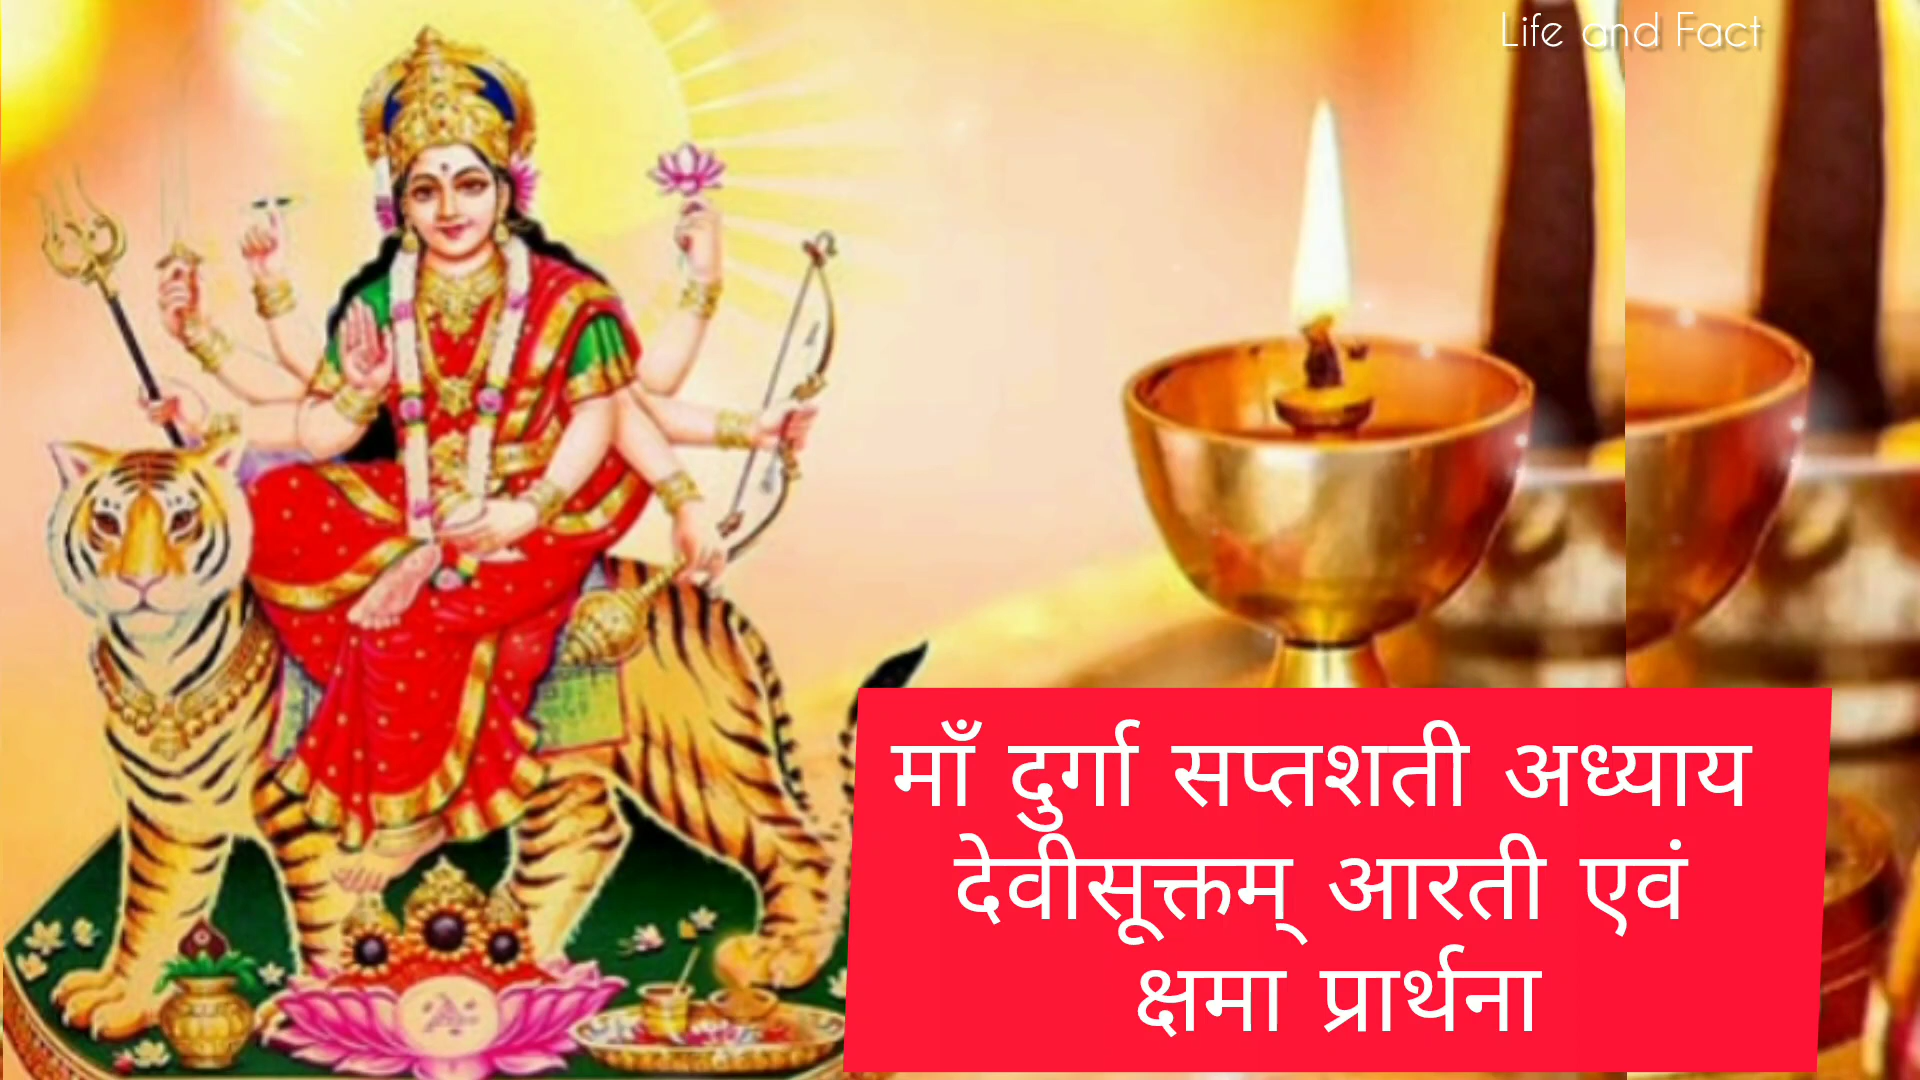 Life and Fact
माँ दुर्गा सप्तशती अध्याय
देवीसूक्तम् आरती एवं
क्षमा प्रार्थना